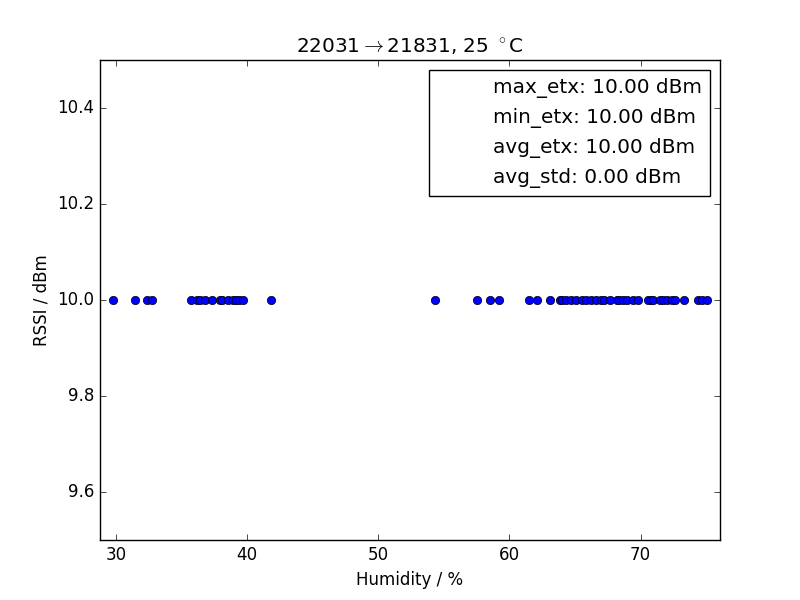 22031→21831, 25 °C
max_etx: 10.00 dBm
min_etx: 10.00 dBm
avg_etx: 10.00 dBm
avg_std: 0.00 dBm
10.4
10.2
10.0
9.8
9.6
RSSI / dBm
30 40 50 60 70
Humidity / %